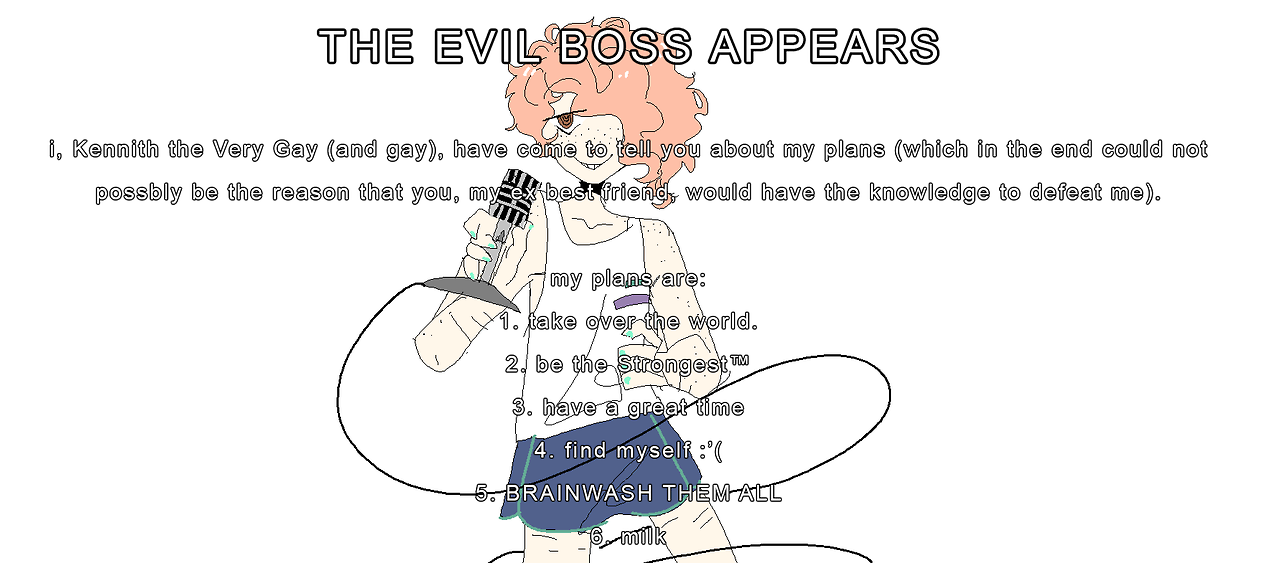 THE EVIL BOSS APPEARS
i, Kennith the Very Gay (and gay), have come to tell you about my plans (which in the end could not
possbly be the reason that you, my ex best friend, would have the knowledge to defeat me).
my plans are:
1. take over the world.
2. be the Strongest™
3. have a great time
4. find myself :'(
5. BRAINWASH THEM ALL
6. milk